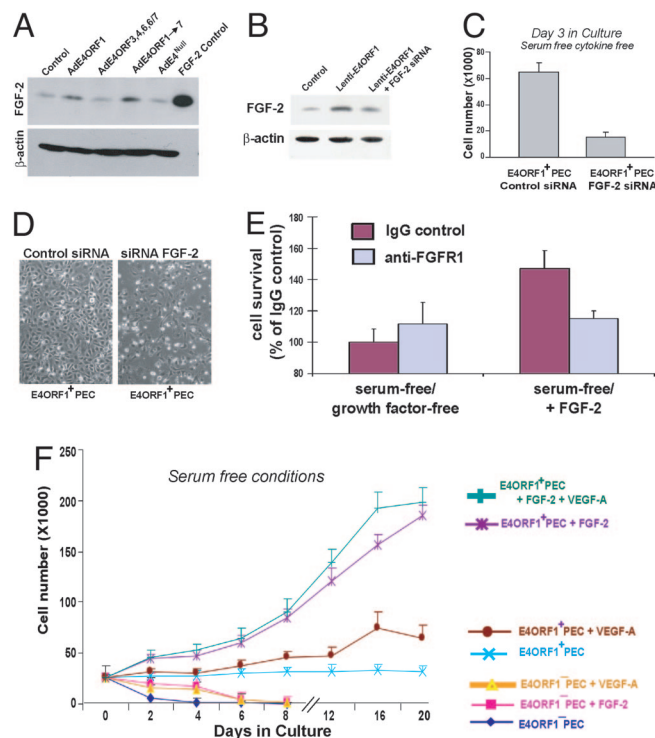 A
Control
AdE4ORF1
AdE4ORF3,4,6,6/7
AdE4ORF1→7
AdE4Null
FGF-2 Control
FGF-2
β-actin
B
Control
Lenti-E4ORF1
Lenti-E4ORF1
+ FGF-2 siRNA
FGF-2
β-actin
C
Day 3 in Culture
Serum free cytokine free
Cell number (X1000)
80
60
40
20
0
E4ORF1+ PEC
Control siRNA
E4ORF1+ PEC
FGF-2 siRNA
D
Control siRNA
siRNA FGF-2
E4ORF1+ PEC
E4ORF1+ PEC
E
cell survival
(% of IgG control)
180
160
140
120
100
80
IgG control
anti-FGFR1
serum-free/
growth factor-free
serum-free/
+ FGF-2
F
Serum free conditions
Cell number (X1000)
250
200
150
100
50
0
0 2 4 6 8 12 16 20
Days in Culture
E4ORF1+PEC
+ FGF-2 + VEGF-A
E4ORF1+PEC + FGF-2
E4ORF1+PEC + VEGF-A
E4ORF1+PEC
E4ORF1−PEC + VEGF-A
E4ORF1−PEC + FGF-2
E4ORF1−PEC